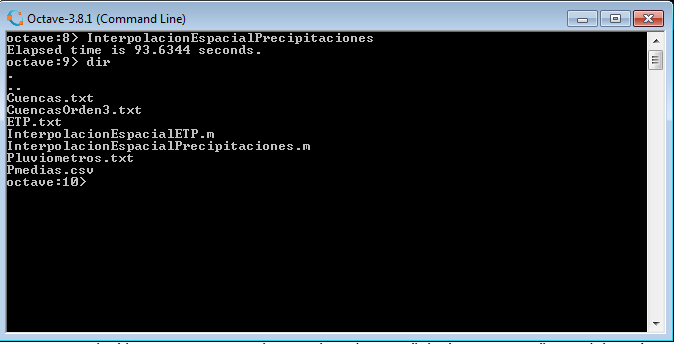 Octave-3.8.1 (Command Line)
octave:8> InterpolacionEspacialPrecipitaciones
Elapsed time is 93.6344 seconds.
octave:9> dir
.
..
Cuencas.txt
CuencasOrden3.txt
ETP.txt
InterpolacionEspacialETP.m
InterpolacionEspacialPrecipitaciones.m
Pluviometros.txt
Pmedias.csv
octave:10>